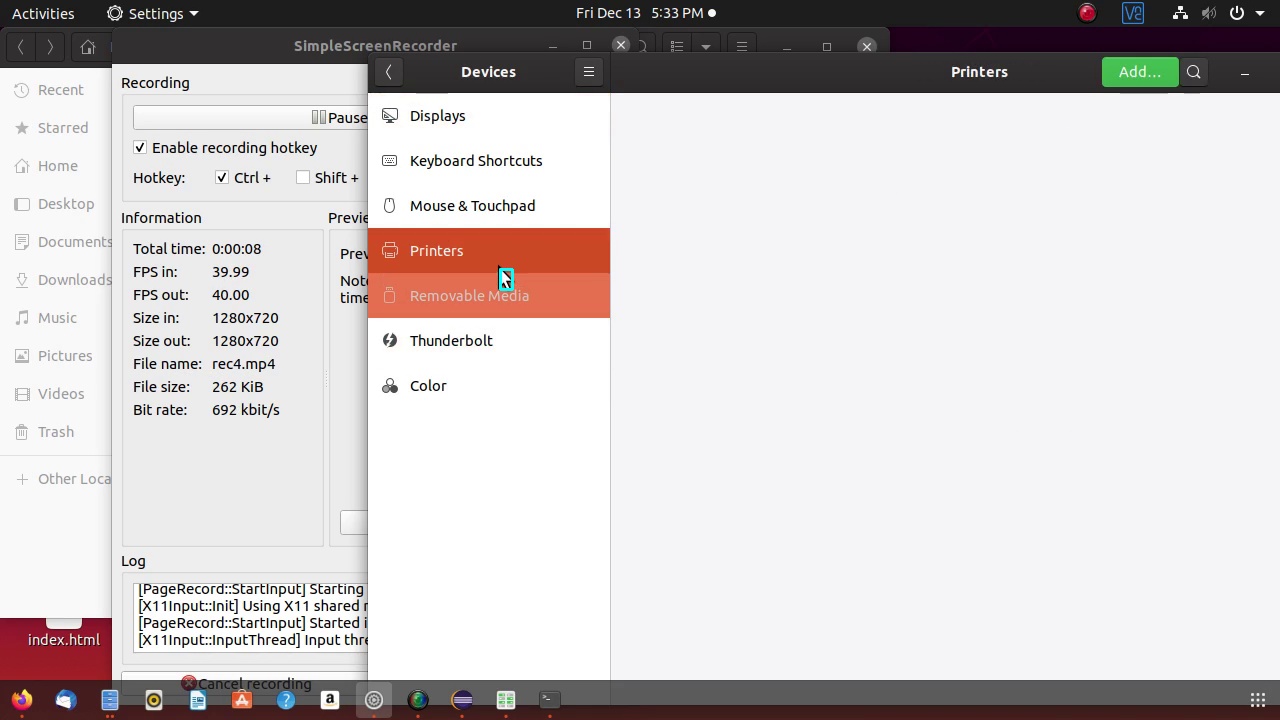 Activities
Settings
Fri Dec 13 5:33 PM
SimpleScreenRecorder
Devices
Printers
Add...
Recent
Starred
Home
Desktop
Documents
Downloads
Music
Pictures
Videos
Trash
Other Loca
Recording
Pause
Enable recording hotkey
Hotkey: Ctrl + Shift +
Information
Total time: 0:00:08
FPS in: 39.99
FPS out: 40.00
Size in: 1280x720
Size out: 1280x720
File name: rec4.mp4
File size: 262 KiB
Bit rate: 692 kbit/s
Previe
Prev
Note
time
Log
[PageRecord::StartInput] Starting
[X11Input::Init] Using X11 shared
[PageRecord::StartInput] Started i
[X11Input::InputThread] Input thre
Cancel recording
Displays
Keyboard Shortcuts
Mouse & Touchpad
Printers
Removable Media
Thunderbolt
Color
index.html